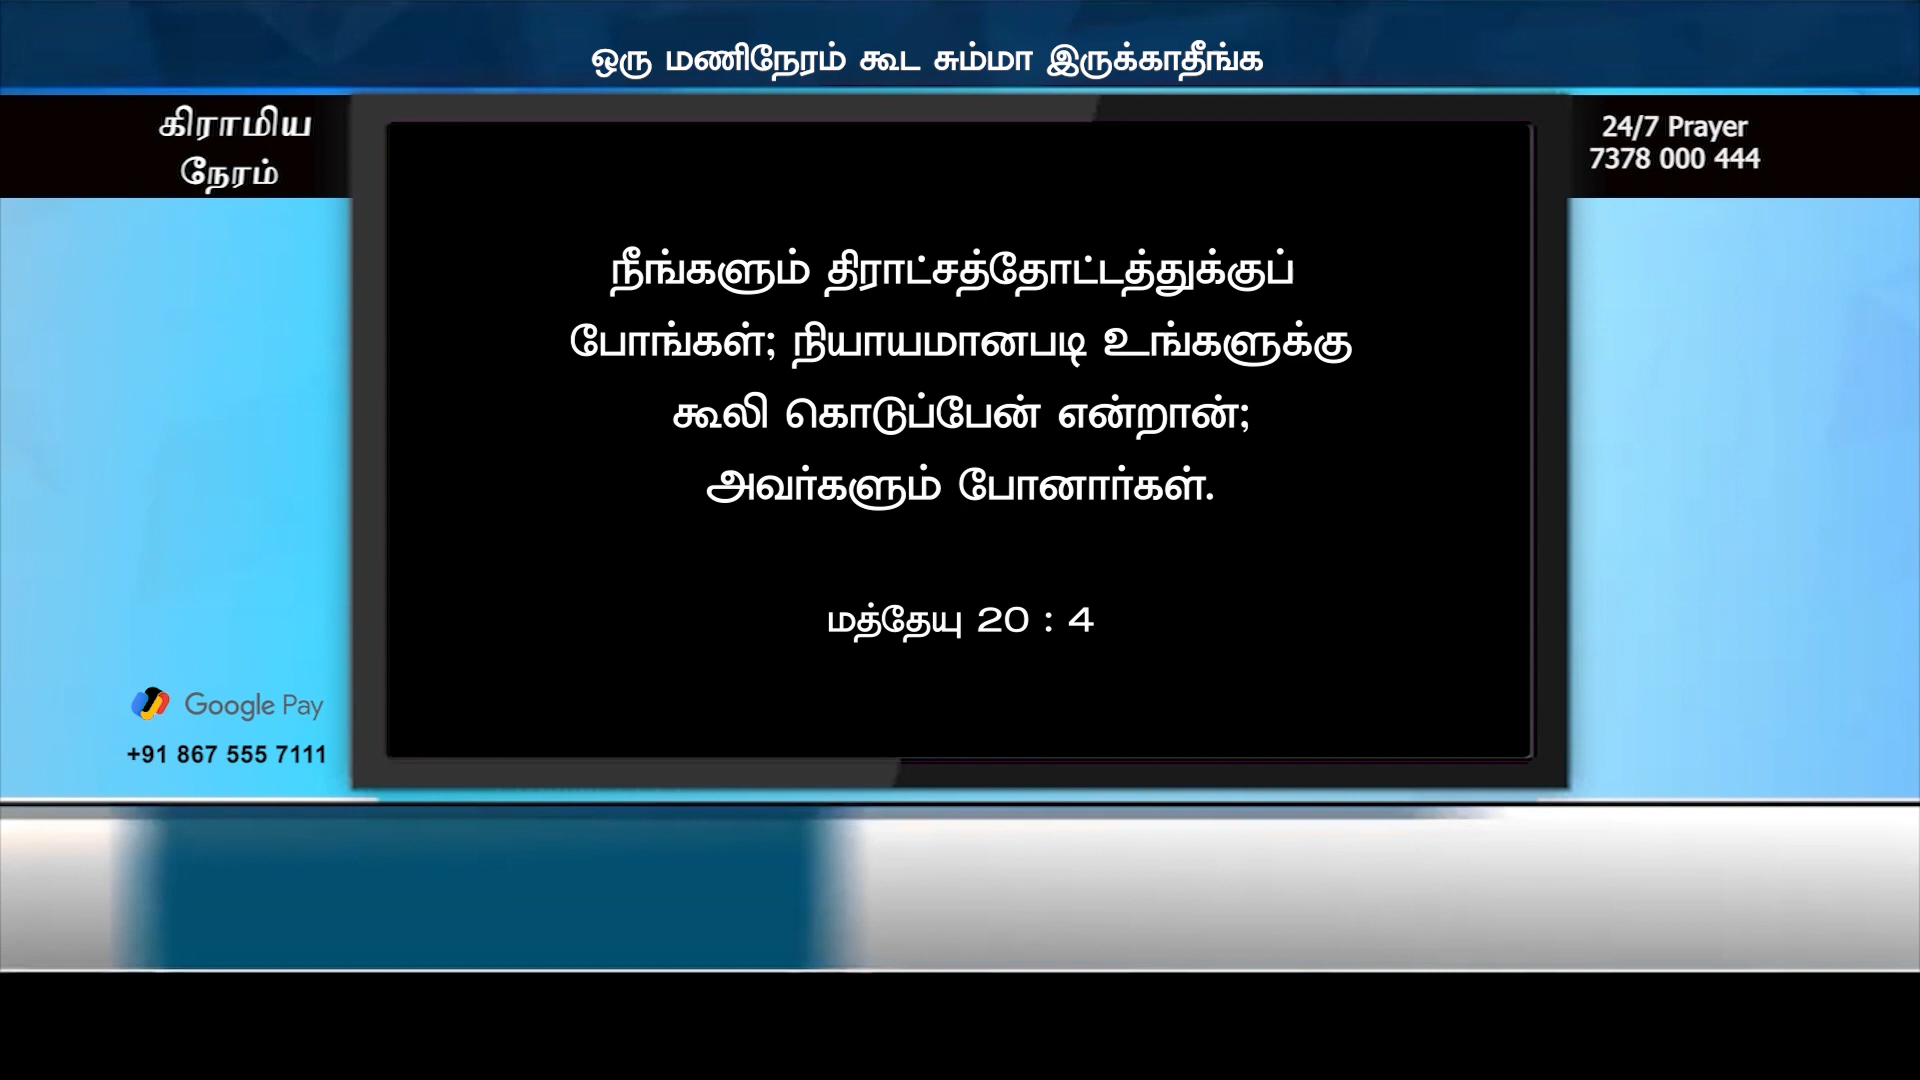 ஒரு மணிநேரம் கூட சும்மா இருக்காதீங்க
கிராமிய
நேரம்
24/7 Prayer
7378 000 444
நீங்களும் திராட்சத்தோட்டத்துக்குப்
போங்கள்; நியாயமானபடி உங்களுக்கு
கூலி கொடுப்பேன் என்றான்;
அவர்களும் போனார்கள்.
மத்தேயு 20 : 4
Google Pay
+91 867 555 7111